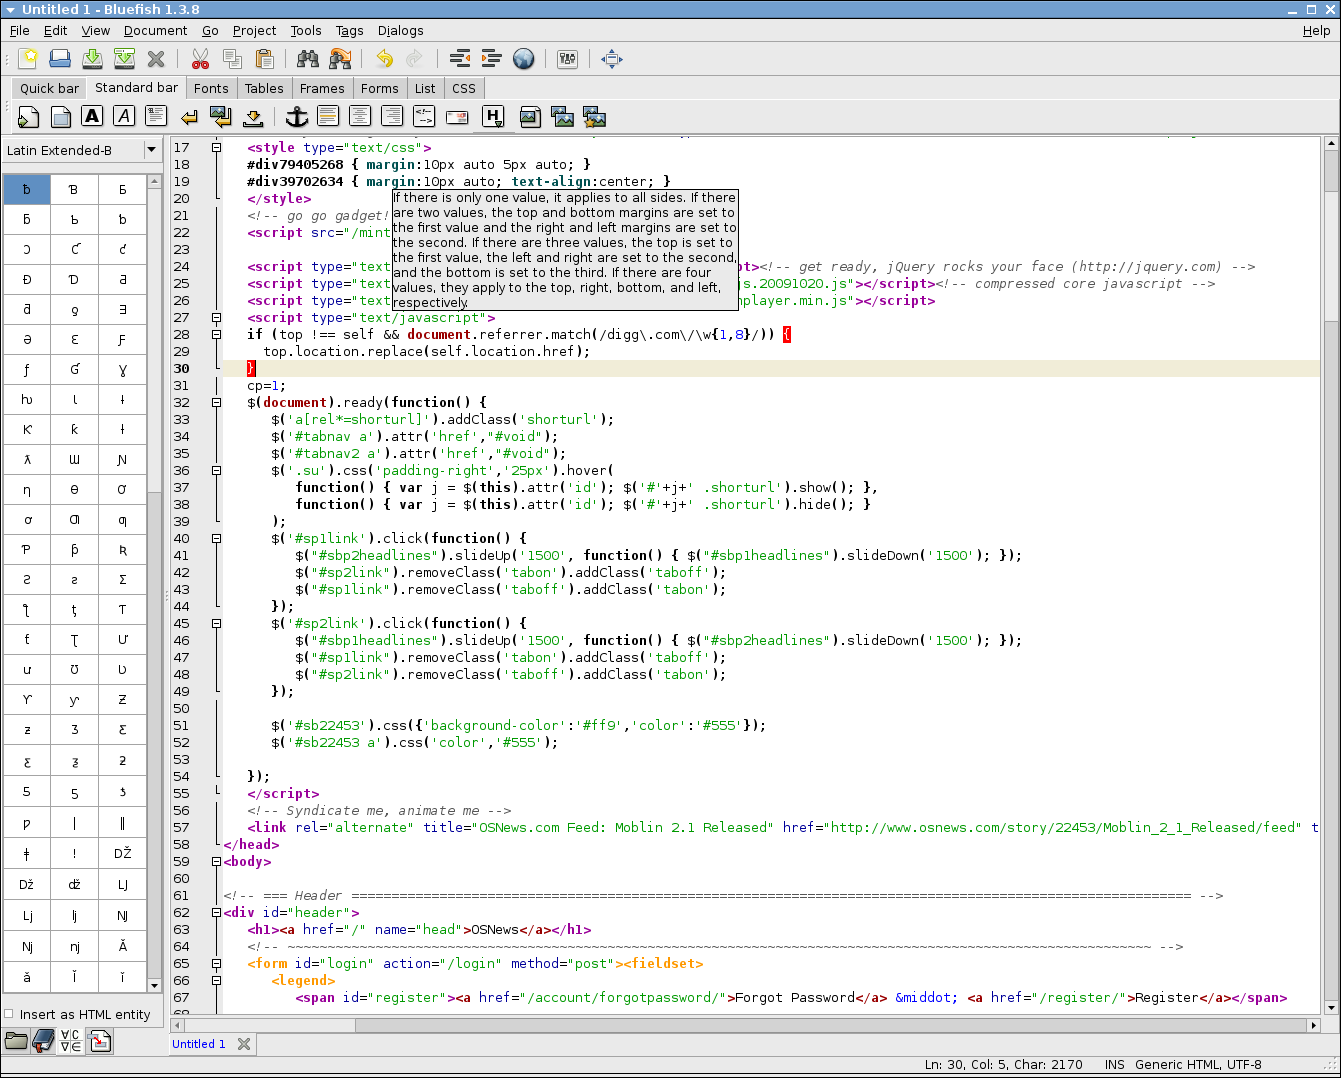 Untitled 1 - Bluefish 1.3.8
File Edit View Document Go Project Tools Tags Dialogs Help
Quick bar Standard bar Fonts Tables Frames Forms List CSS
Latin Extended-B
17 <style type="text/css">
18 #div79405268 { margin:10px auto 5px auto; }
19 #div39702634 { margin:10px auto; text-align:center; }
20 </style>
21 <!-- go go gadget!
22 <script src="/mint
23
24 <script type="text pt><!-- get ready, jQuery rocks your face (http://jquery.com) -->
25 <script type="text js.20091020.js"></script><!-- compressed core javascript -->
26 <script type="text nplayer.min.js"></script>
If there is only one value, it applies to all sides. If there
are two values, the top and bottom margins are set to
the first value and the right and left margins are set to
the second. If there are three values, the top is set to
the first value, the left and right are set to the second,
and the bottom is set to the third. If there are four
values, they apply to the top, right, bottom, and left,
respectively.
27 <script type="text/javascript">
28 if (top !== self && document.referrer.match(/digg\.com\/\w{1,8}/)) {
29 top.location.replace(self.location.href);
30 }
31 cp=1;
32 $(document).ready(function() {
33 $('a[rel*=shorturl]').addClass('shorturl');
34 $('#tabnav a').attr('href',"#void");
35 $('#tabnav2 a').attr('href',"#void");
36 $('.su').css('padding-right','25px').hover(
37 function() { var j = $(this).attr('id'); $('#'+j+' .shorturl').show(); },
38 function() { var j = $(this).attr('id'); $('#'+j+' .shorturl').hide(); }
39 );
40 $('#sp1link').click(function() {
41 $("#sbp2headlines").slideUp('1500', function() { $("#sbp1headlines").slideDown('1500'); });
42 $("#sp2link").removeClass('tabon').addClass('taboff');
43 $("#sp1link").removeClass('taboff').addClass('tabon');
44 });
45 $('#sp2link').click(function() {
46 $("#sbp1headlines").slideUp('1500', function() { $("#sbp2headlines").slideDown('1500'); });
47 $("#sp1link").removeClass('tabon').addClass('taboff');
48 $("#sp2link").removeClass('taboff').addClass('tabon');
49 });
50
51 $('#sb22453').css({'background-color':'#ff9','color':'#555'});
52 $('#sb22453 a').css('color','#555');
53
54 });
55 </script>
56 <!-- Syndicate me, animate me -->
57 <link rel="alternate" title="OSNews.com Feed: Moblin 2.1 Released" href="http://www.osnews.com/story/22453/Moblin_2_1_Released/feed" t
58 </head>
59 <body>
60
61 <!-- === Header ========================================================================================================= -->
62 <div id="header">
63 <h1><a href="/" name="head">OSNews</a></h1>
64 <!-- ~~~~~~~~~~~~~~~~~~~~~~~~~~~~~~~~~~~~~~~~~~~~~~~~~~~~~~~~~~~~~~~~~~~~~~~~~~~~~~~~~~~~~~~~~~~~~~~~~~~~~~~~~~~~ -->
65 <form id="login" action="/login" method="post"><fieldset>
66 <legend>
67 <span id="register"><a href="/account/forgotpassword/">Forgot Password</a> &middot; <a href="/register/">Register</a></span>
ƀ Ɓ Ƃ
ƃ Ƅ ƅ
Ɔ Ƈ ƈ
Ɖ Ɗ Ƌ
ƌ ƍ Ǝ
Ə Ɛ Ƒ
ƒ Ɠ Ɣ
ƕ Ɩ Ɨ
Ƙ ƙ ƚ
ƛ Ɯ Ɲ
ƞ Ɵ Ơ
ơ Ƣ ƣ
Ƥ ƥ Ʀ
Ƨ ƨ Ʃ
ƪ ƫ Ƭ
ƭ Ʈ Ư
ư Ʊ Ʋ
Ƴ ƴ Ƶ
ƶ Ʒ Ƹ
ƹ ƺ ƻ
Ƽ ƽ ƾ
ƿ ǀ ǁ
ǂ ǃ Ǆ
ǅ ǆ Ǉ
ǈ ǉ Ǌ
ǋ ǌ Ǎ
ǎ Ǐ ǐ
Insert as HTML entity
Untitled 1
Ln: 30, Col: 5, Char: 2170 INS Generic HTML, UTF-8